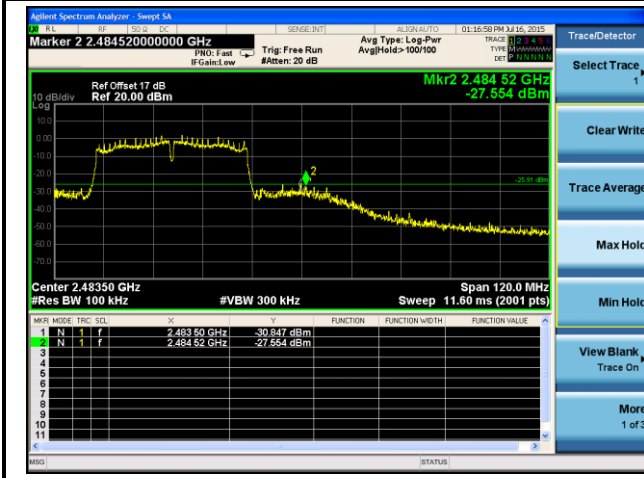 Agilent Spectrum Analyzer - Swept SA
RL RF 50 Ω DC SENSE:INT ALIGN AUTO 01:16:58 PM Jul 16, 2015
Marker 2 2.484520000000 GHz
PNO: Fast
IFGain:Low
Trig: Free Run
#Atten: 20 dB
Avg Type: Log-Pwr
Avg|Hold:> 100/100
TRACE 1 2 3 4 5
TYPE M
DET P N N N N N
Mkr2 2.484 52 GHz
-27.554 dBm
Ref Offset 17 dB
10 dB/div Ref 20.00 dBm
Log
10.0
0.00
-10.0
-20.0
-30.0
-40.0
-50.0
-60.0
-70.0
2
-25.91 dBm
Center 2.48350 GHz Span 120.0 MHz
#Res BW 100 kHz #VBW 300 kHz Sweep 11.60 ms (2001 pts)
MKR MODE TRC SCL X Y FUNCTION FUNCTION WIDTH FUNCTION VALUE
1 N 1 f 2.483 50 GHz -30.847 dBm
2 N 1 f 2.484 52 GHz -27.554 dBm
3
4
5
6
7
8
9
10
11
MSG STATUS
Trace/Detector
Select Trace
1
Clear Write
Trace Average
Max Hold
Min Hold
View Blank
Trace On
More
1 of 3